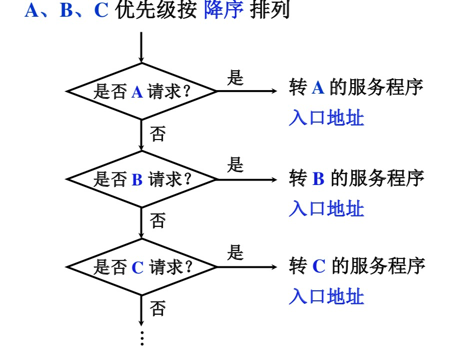 A、B、C 优先级按 降序 排列
是否 A 请求？
是
转 A 的服务程序
入口地址
否
是否 B 请求？
是
转 B 的服务程序
入口地址
否
是否 C 请求？
是
转 C 的服务程序
入口地址
否
⋮